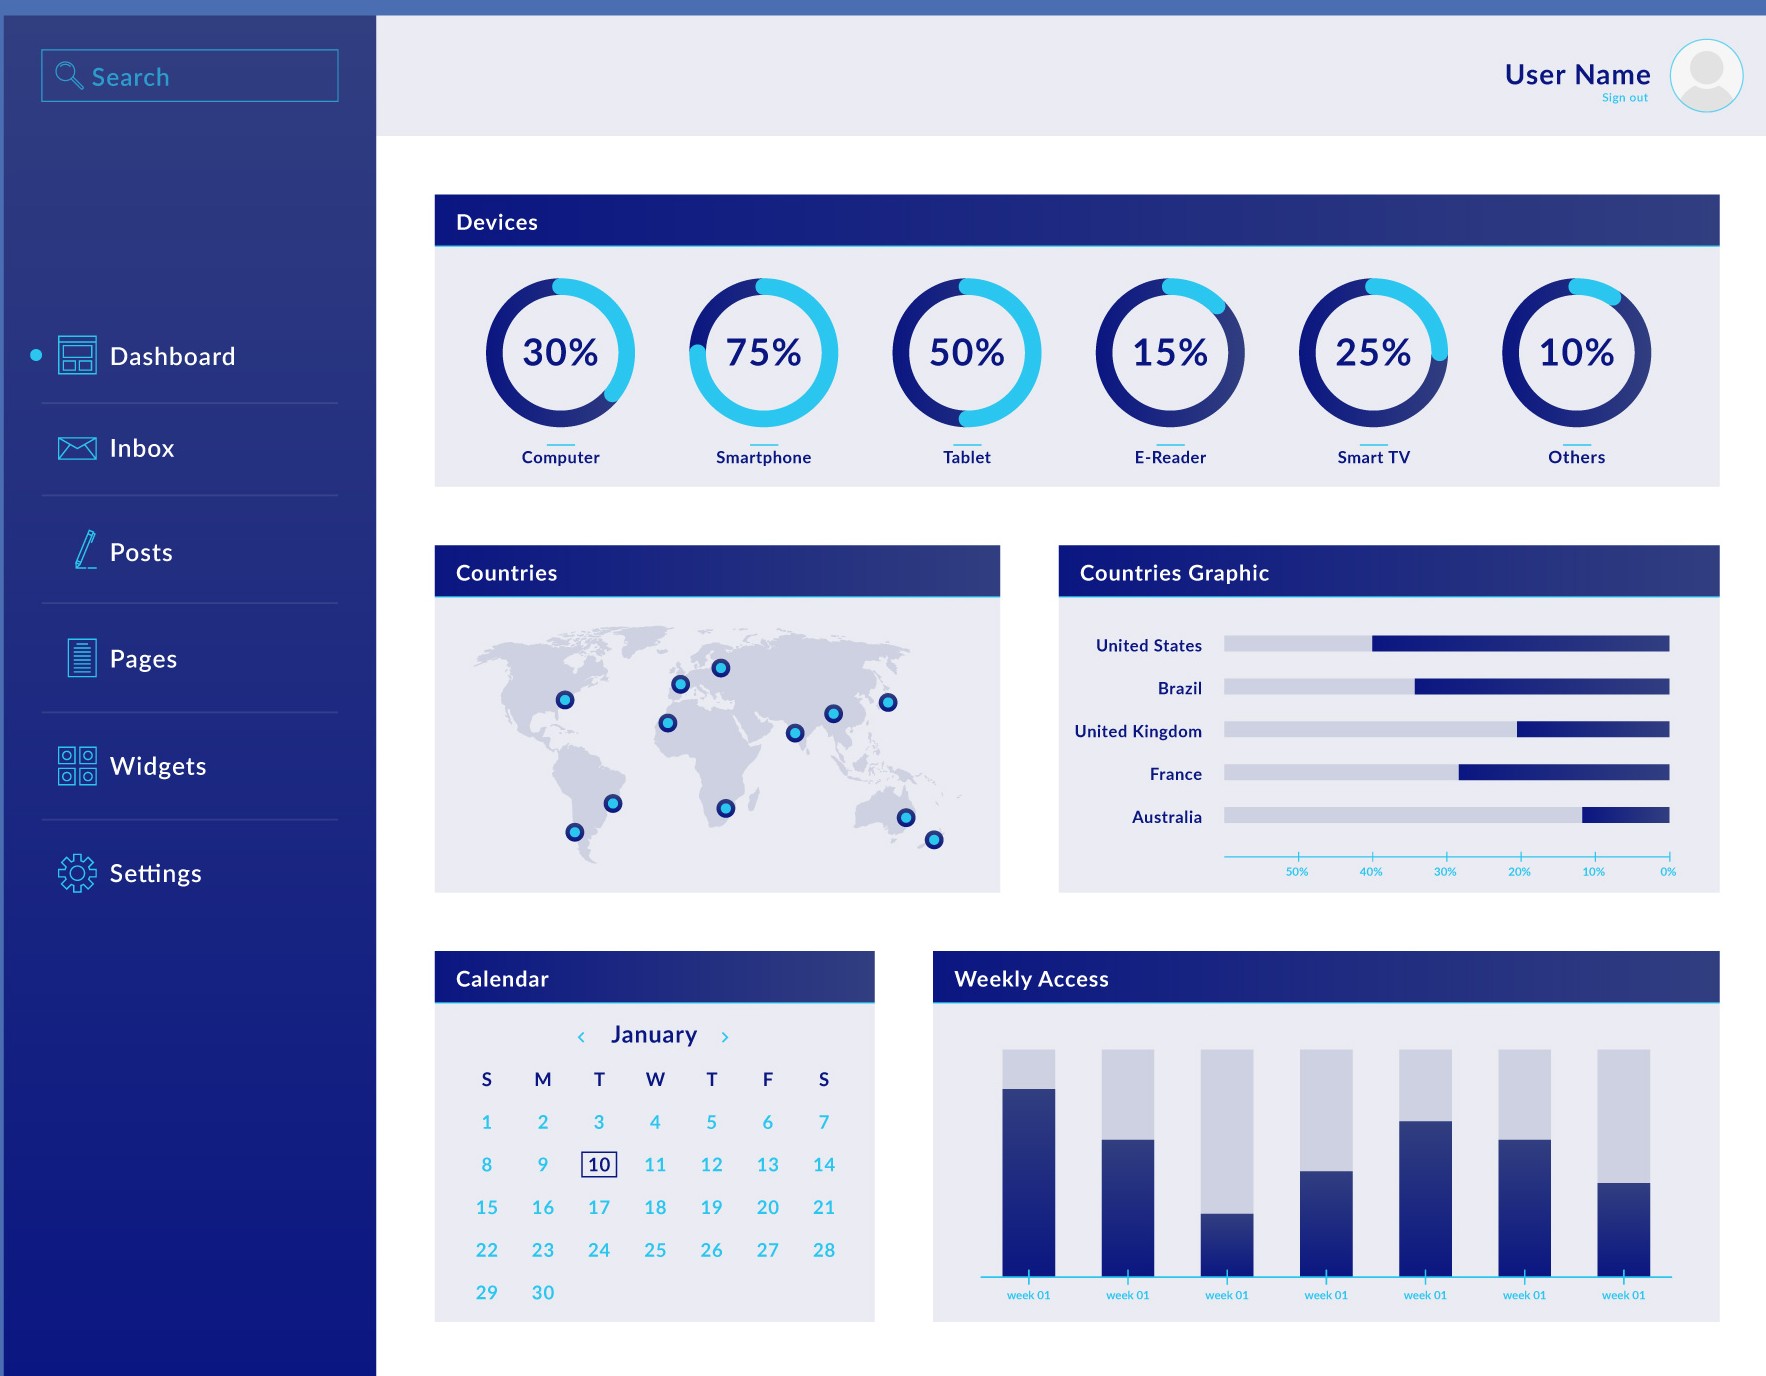 Search
User Name
Sign out
Dashboard
Inbox
Posts
Pages
Widgets
Settings
Devices
30% 75% 50% 15% 25% 10%
Computer Smartphone Tablet E-Reader Smart TV Others
Countries
Countries Graphic
United States
Brazil
United Kingdom
France
Australia
50% 40% 30% 20% 10% 0%
Calendar
‹ January ›
S M T W T F S
1 2 3 4 5 6 7
8 9 10 11 12 13 14
15 16 17 18 19 20 21
22 23 24 25 26 27 28
29 30
Weekly Access
week 01 week 01 week 01 week 01 week 01 week 01 week 01